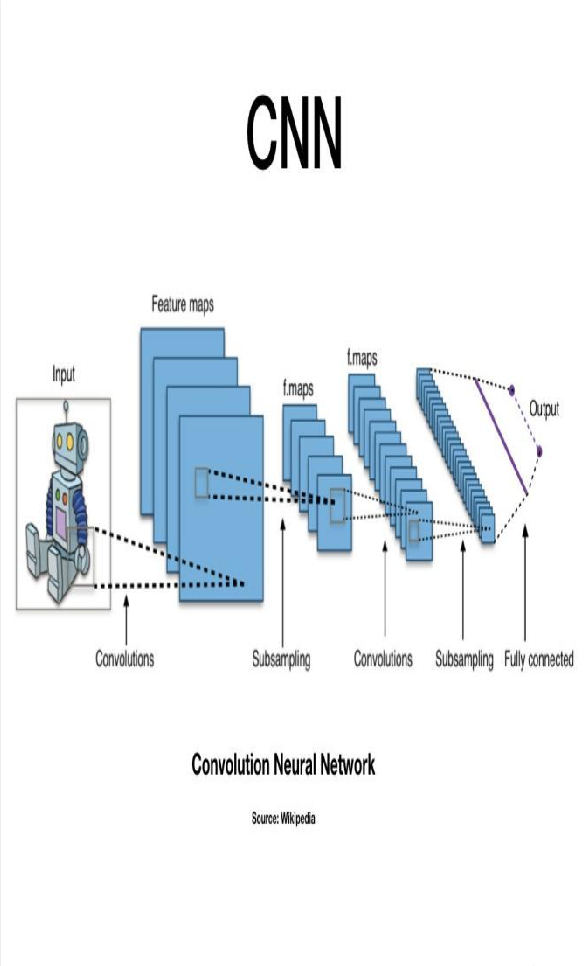 CNN
Feature maps
Input
f.maps
f.maps
Output
Convolutions
Subsampling
Convolutions
Subsampling
Fully connected
Convolution Neural Network
Source: Wikipedia